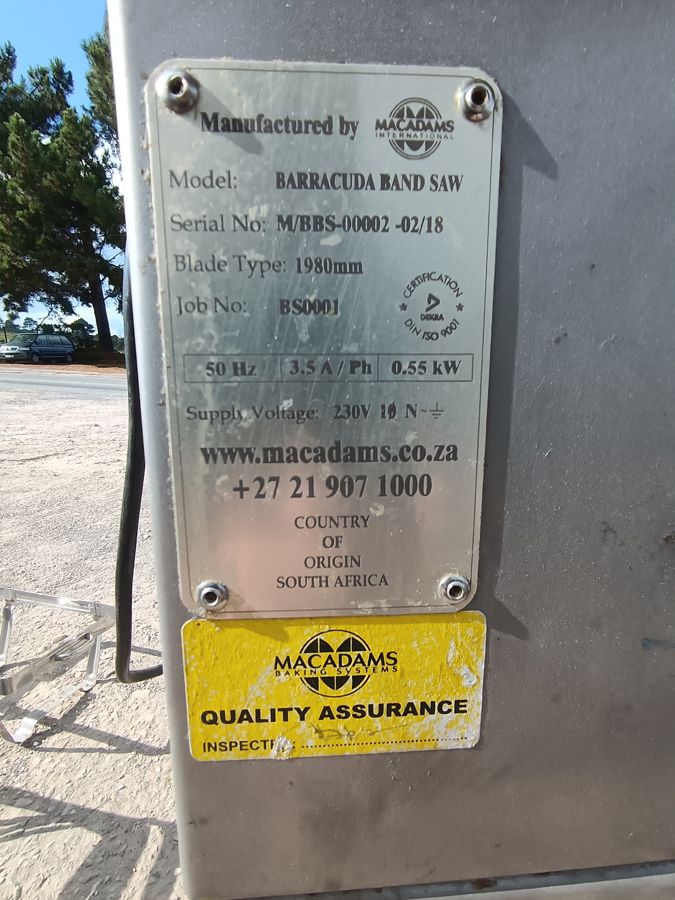 Manufactured by MACADAMS
INTERNATIONAL
Model: BARRACUDA BAND SAW
Serial No: M/BBS-00002 -02/18
Blade Type: 1980mm
Job No: BS0001
CERTIFICATION
DEKRA
DIN ISO 9001
50 Hz 3.5 A / Ph 0.55 kW
Supply Voltage: 230V 1ϕ N~⏚
www.macadams.co.za
+27 21 907 1000
COUNTRY
OF
ORIGIN
SOUTH AFRICA
MACADAMS
BAKING SYSTEMS
QUALITY ASSURANCE